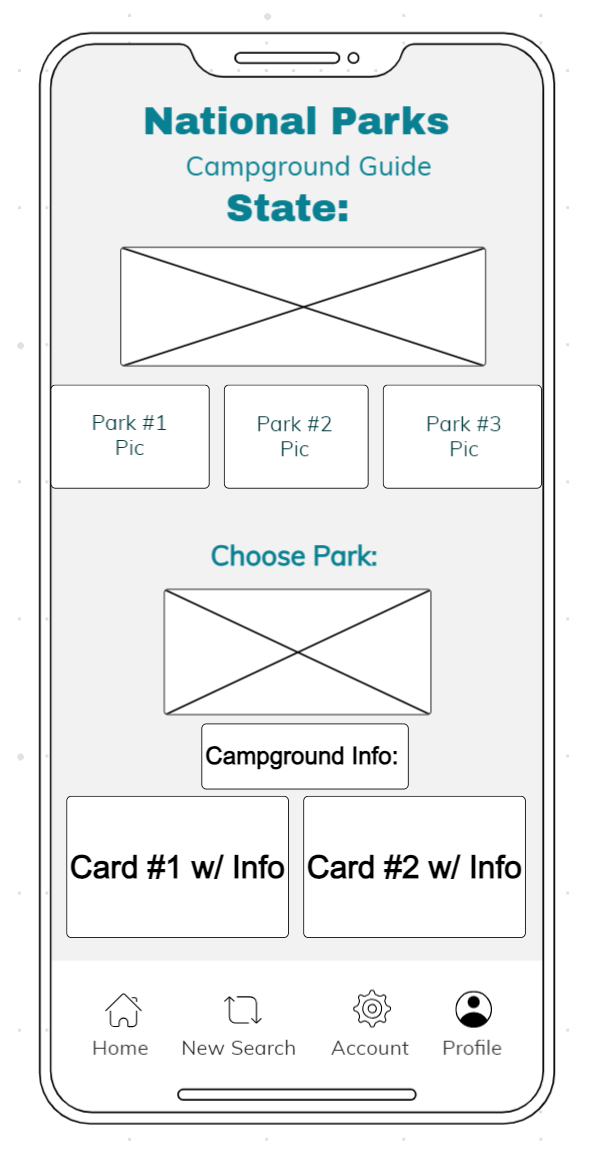 National Parks
Campground Guide
State:
Park #1
Pic
Park #2
Pic
Park #3
Pic
Choose Park:
Campground Info:
Card #1 w/ Info
Card #2 w/ Info
Home
New Search
Account
Profile